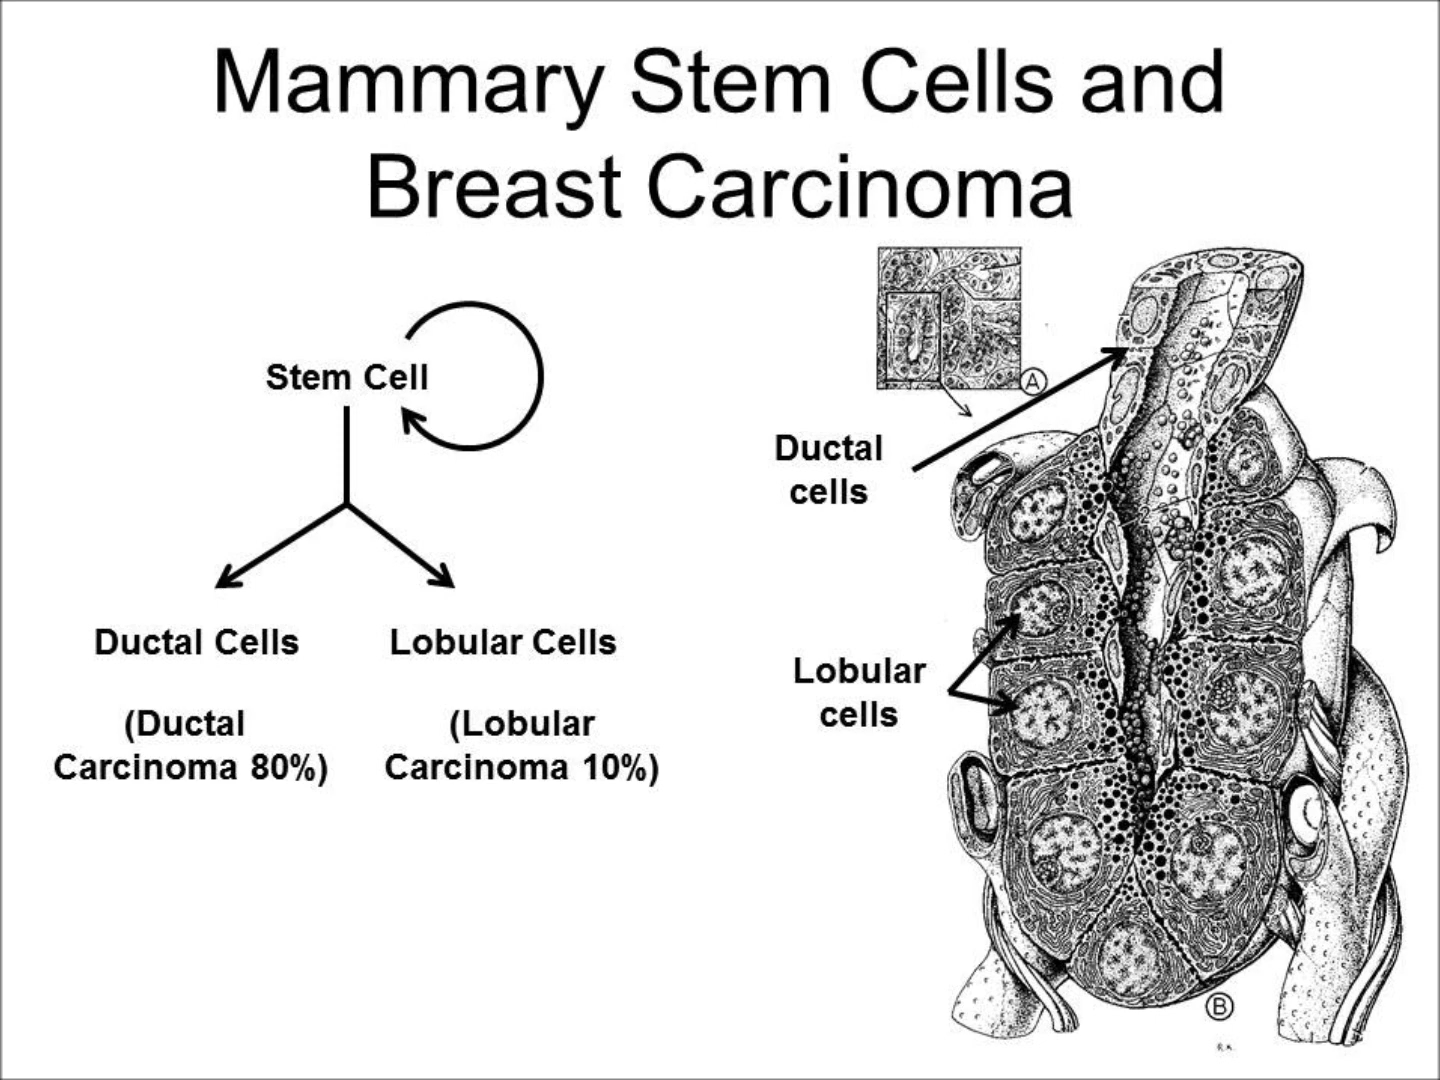 Mammary Stem Cells and
Breast Carcinoma
Stem Cell
Ductal Cells
Lobular Cells
(Ductal
Carcinoma 80%)
(Lobular
Carcinoma 10%)
A
Ductal
cells
Lobular
cells
B
R.K.